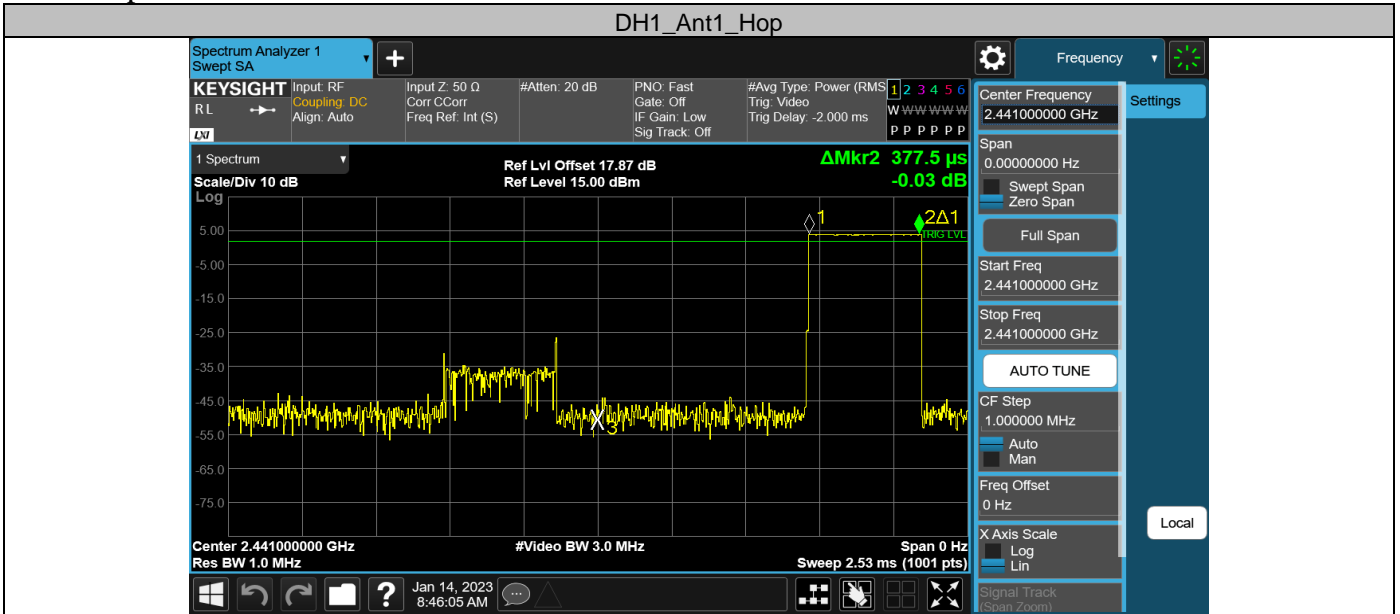 DH1_Ant1_Hop
Spectrum Analyzer 1
Swept SA
+
Frequency
KEYSIGHT
RL
LXI
Input: RF
Coupling: DC
Align: Auto
Input Z: 50 Ω
Corr CCorr
Freq Ref: Int (S)
#Atten: 20 dB
PNO: Fast
Gate: Off
IF Gain: Low
Sig Track: Off
#Avg Type: Power (RMS
Trig: Video
Trig Delay: -2.000 ms
1 2 3 4 5 6
W W W W W W
P P P P P P
1 Spectrum
Scale/Div 10 dB
Log
Ref Lvl Offset 17.87 dB
Ref Level 15.00 dBm
ΔMkr2 377.5 µs
-0.03 dB
1
2Δ1
TRIG LVL
5.00
-5.00
-15.0
-25.0
-35.0
-45.0
-55.0
-65.0
-75.0
X3
Center 2.441000000 GHz
Res BW 1.0 MHz
#Video BW 3.0 MHz
Span 0 Hz
Sweep 2.53 ms (1001 pts)
?
Jan 14, 2023
8:46:05 AM
Center Frequency
2.441000000 GHz
Settings
Span
0.00000000 Hz
Swept Span
Zero Span
Full Span
Start Freq
2.441000000 GHz
Stop Freq
2.441000000 GHz
AUTO TUNE
CF Step
1.000000 MHz
Auto
Man
Freq Offset
0 Hz
X Axis Scale
Log
Lin
Local
Signal Track
(Span Zoom)